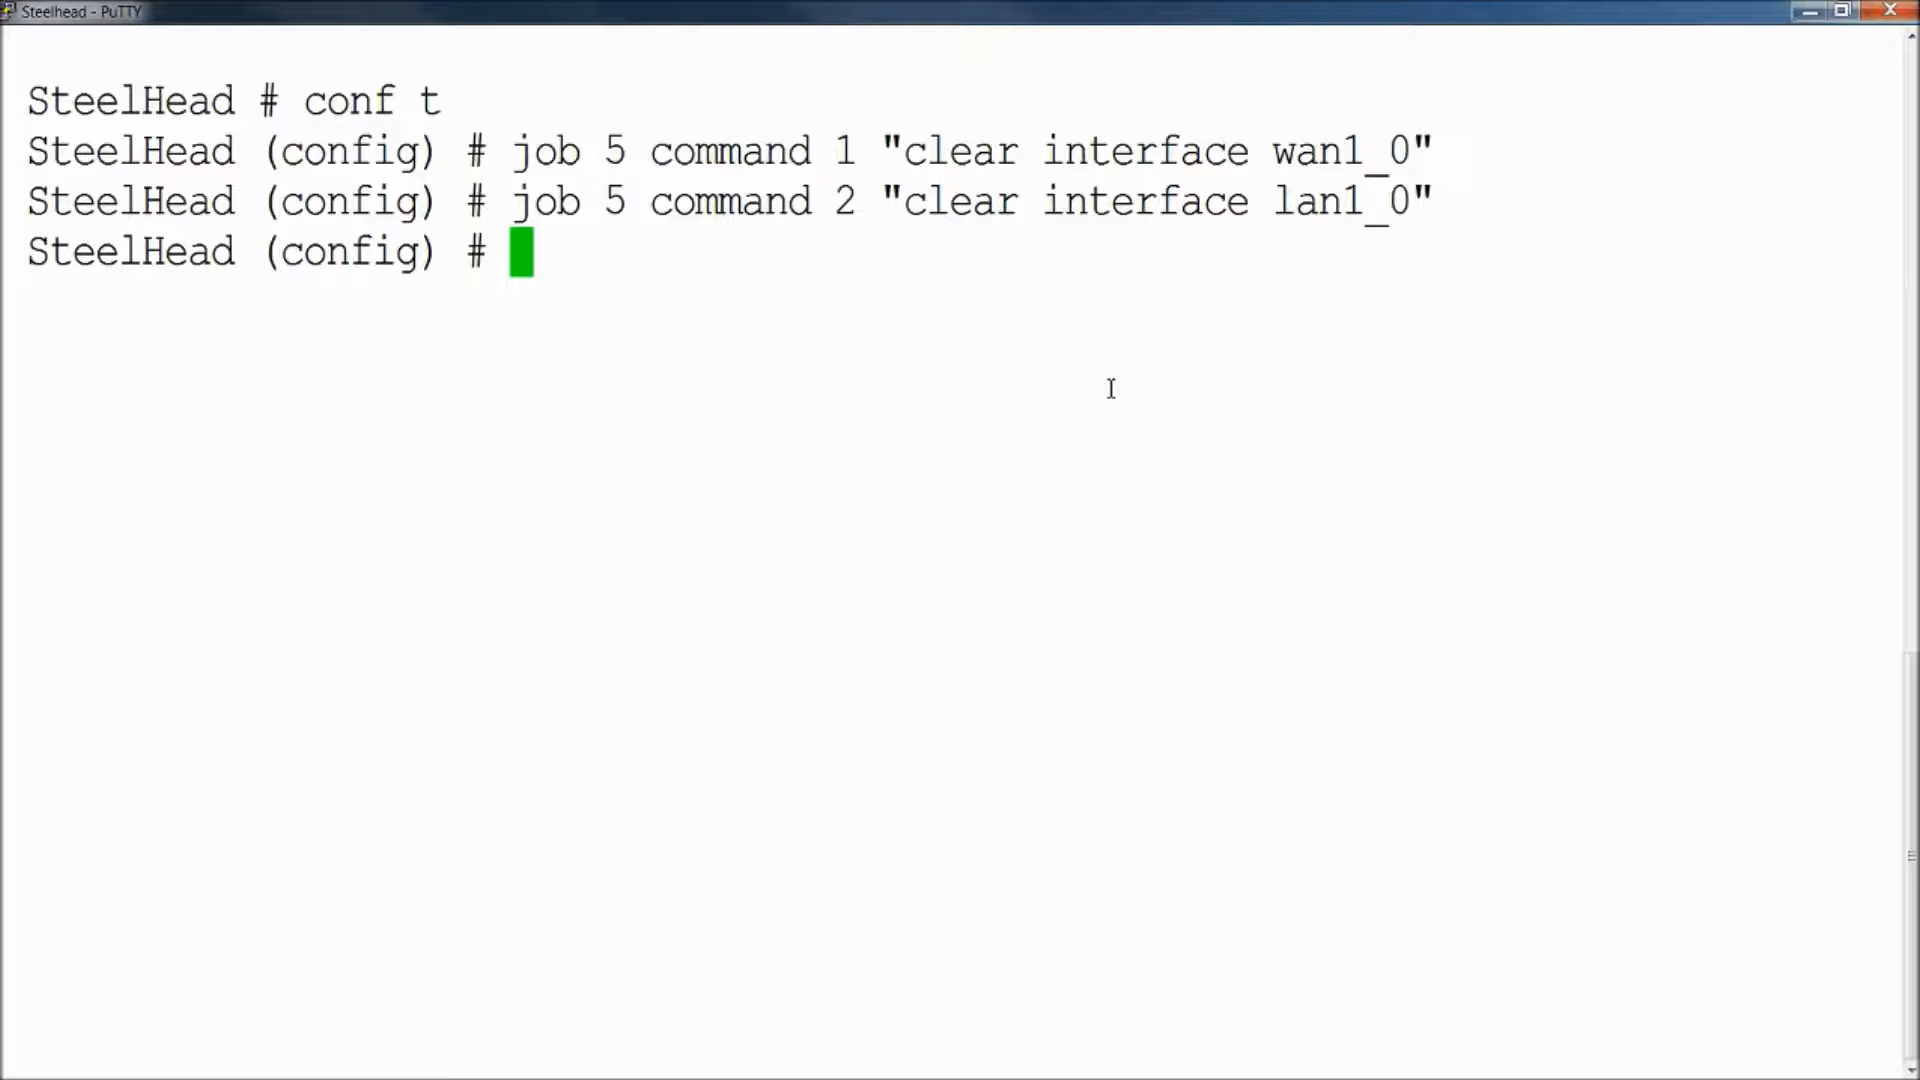 Steelhead - PuTTY
SteelHead # conf t
SteelHead (config) # job 5 command 1 "clear interface wan1_0"
SteelHead (config) # job 5 command 2 "clear interface lan1_0"
SteelHead (config) #